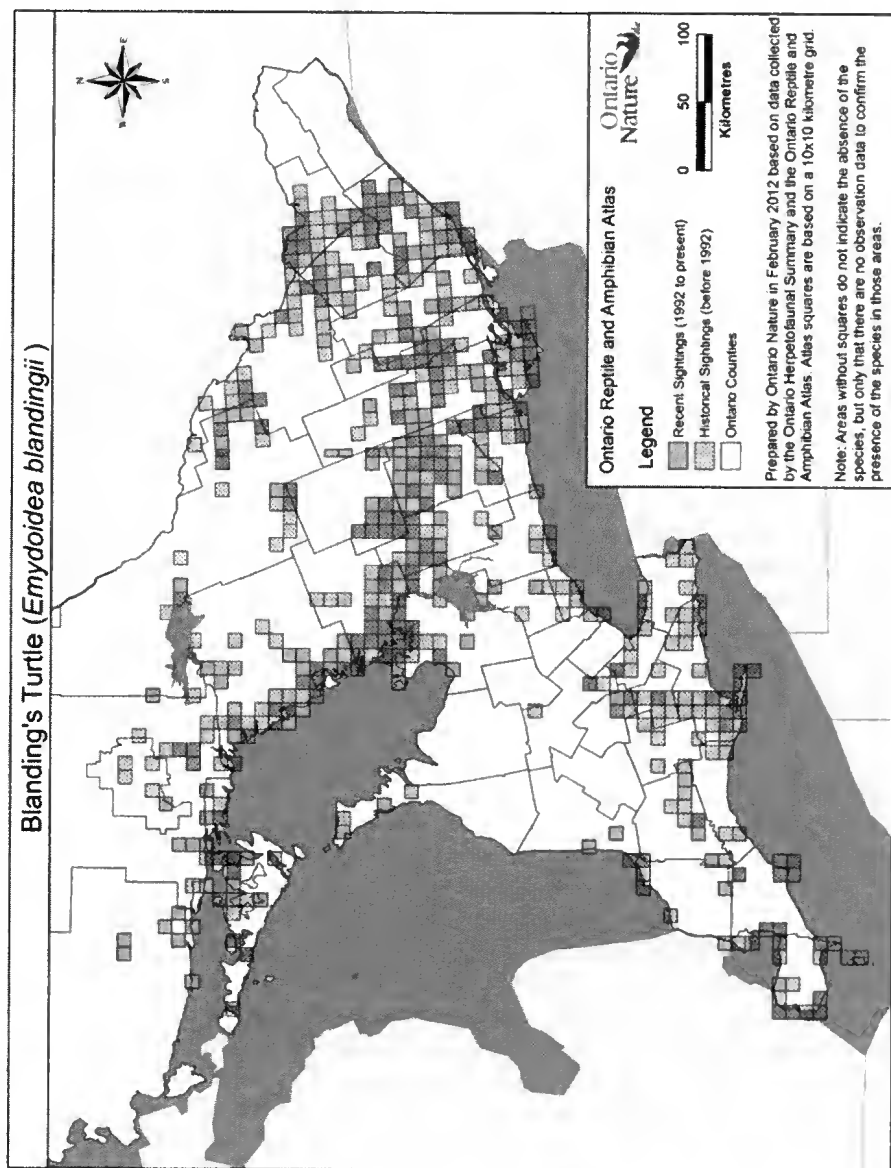 Blanding's Turtle (Emydoidea blandingii )
N
E
S
Ontario Reptile and Amphibian Atlas
Ontario
Nature
Legend
Recent Sightings (1992 to present)
Historical Sightings (before 1992)
Ontario Counties
0 50 100
Kilometres
Prepared by Ontario Nature in February 2012 based on data collected
by the Ontario Herpetofaunal Summary and the Ontario Reptile and
Amphibian Atlas. Atlas squares are based on a 10x10 kilometre grid.
Note: Areas without squares do not indicate the absence of the
species, but only that there are no observation data to confirm the
presence of the species in those areas.